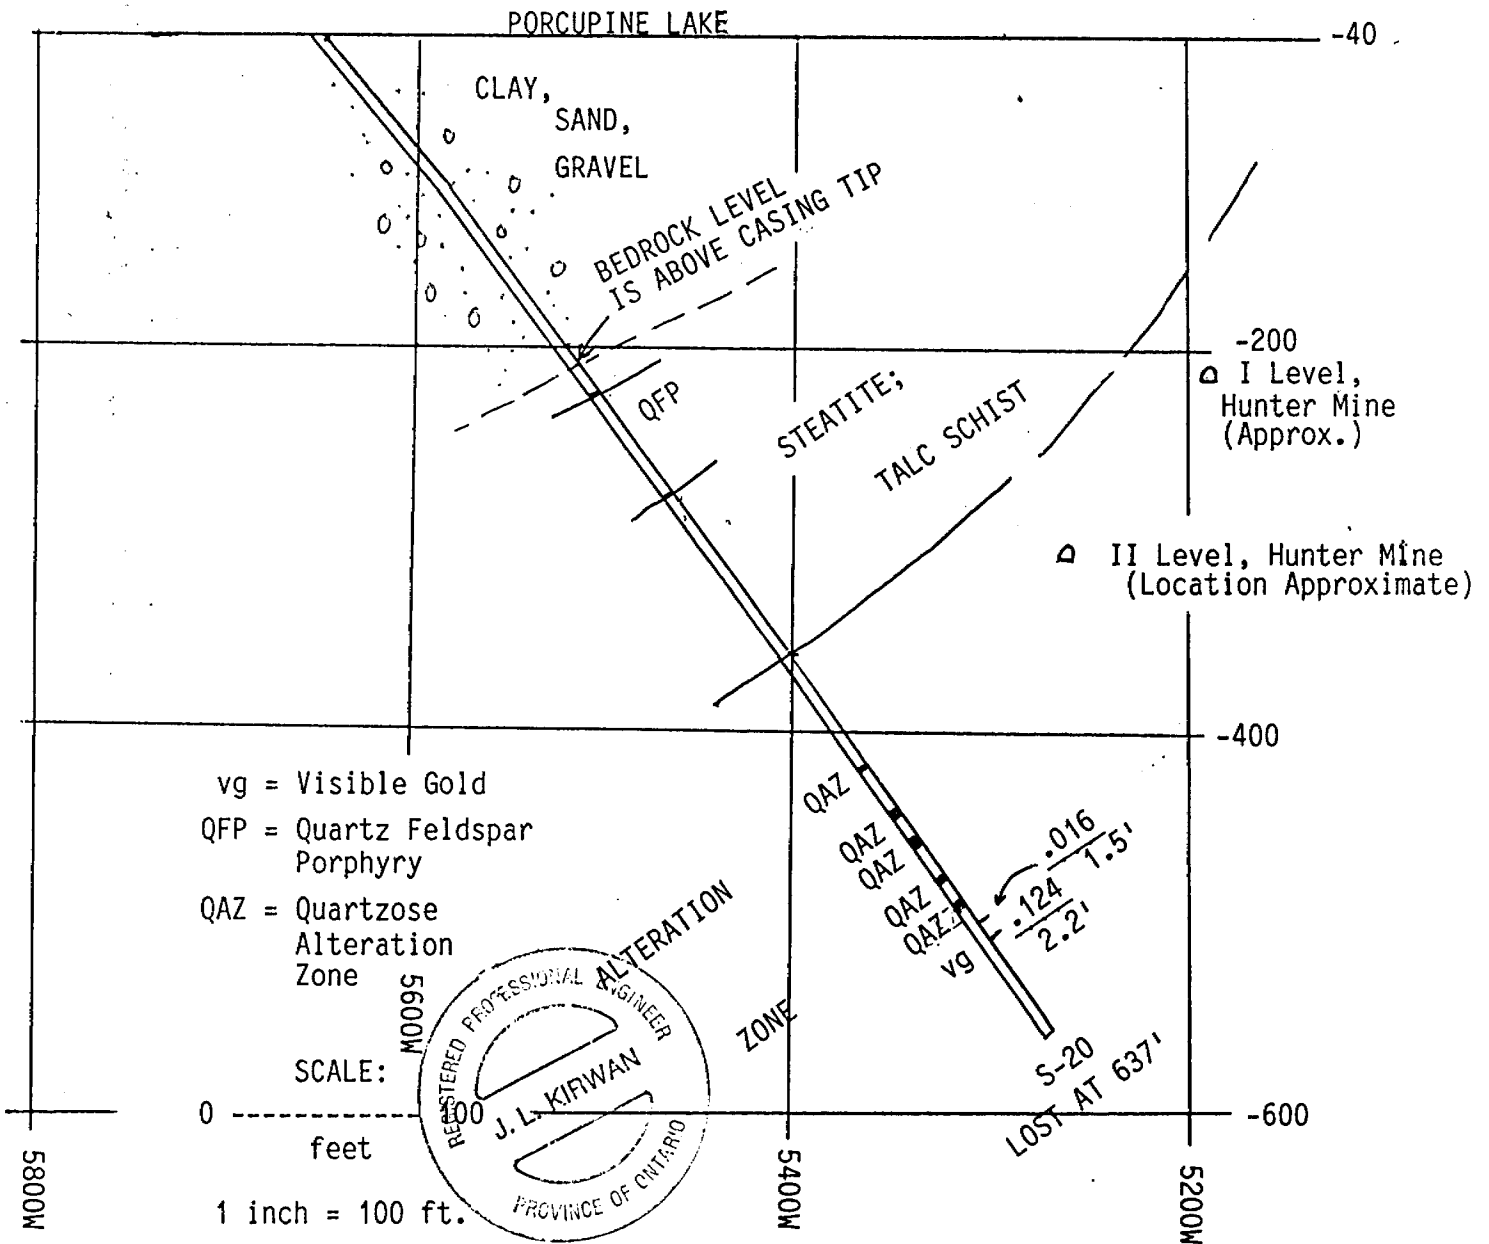 PORCUPINE LAKE
-40
CLAY,
SAND,
GRAVEL
BEDROCK LEVEL
IS ABOVE CASING TIP
-200
I Level,
Hunter Mine
(Approx.)
QFP
STEATITE;
TALC SCHIST
II Level, Hunter Mine
(Location Approximate)
-400
vg = Visible Gold
QFP = Quartz Feldspar
Porphyry
QAZ = Quartzose
Alteration
Zone
QAZ
QAZ
QAZ
QAZ
QAZ
vg
.016
1.5'
.124
2.2'
ALTERATION
ZONE
S-20
LOST AT 637'
5600W
SCALE:
0 ---------- 100
feet
1 inch = 100 ft.
REGISTERED PROFESSIONAL ENGINEER
J. L. KIRWAN
PROVINCE OF ONTARIO
-600
5800W
5400W
5200W